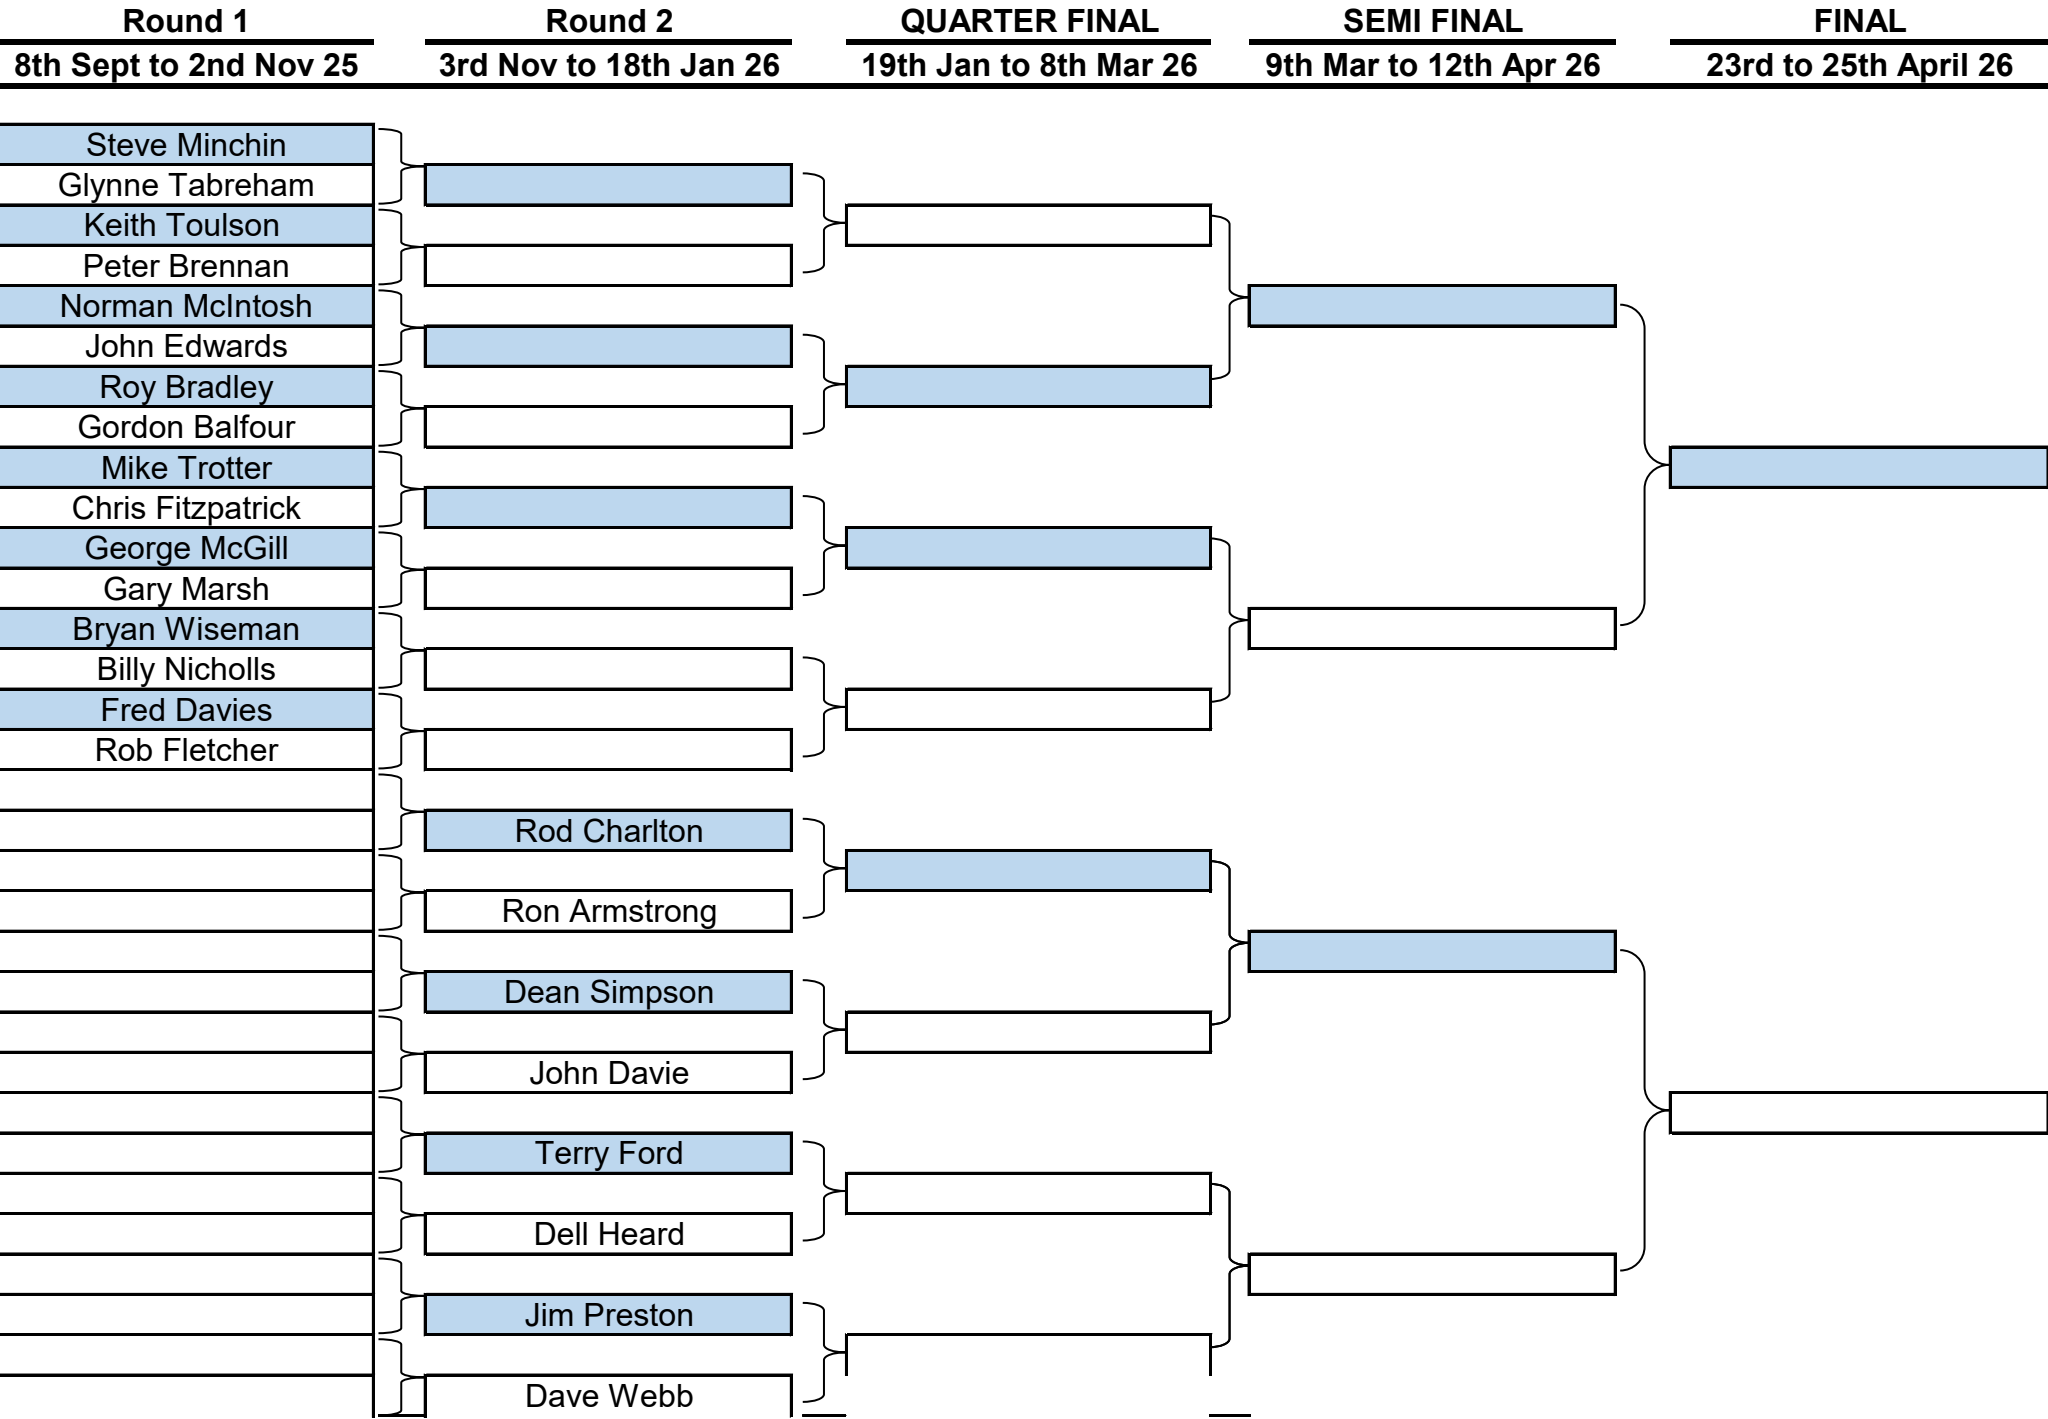 Round 1 Round 2 QUARTER FINAL SEMI FINAL FINAL
8th Sept to 2nd Nov 25 3rd Nov to 18th Jan 26 19th Jan to 8th Mar 26 9th Mar to 12th Apr 26 23rd to 25th April 26
Steve Minchin
Glynne Tabreham
Keith Toulson
Peter Brennan
Norman McIntosh
John Edwards
Roy Bradley
Gordon Balfour
Mike Trotter
Chris Fitzpatrick
George McGill
Gary Marsh
Bryan Wiseman
Billy Nicholls
Fred Davies
Rob Fletcher
Rod Charlton
Ron Armstrong
Dean Simpson
John Davie
Terry Ford
Dell Heard
Jim Preston
Dave Webb